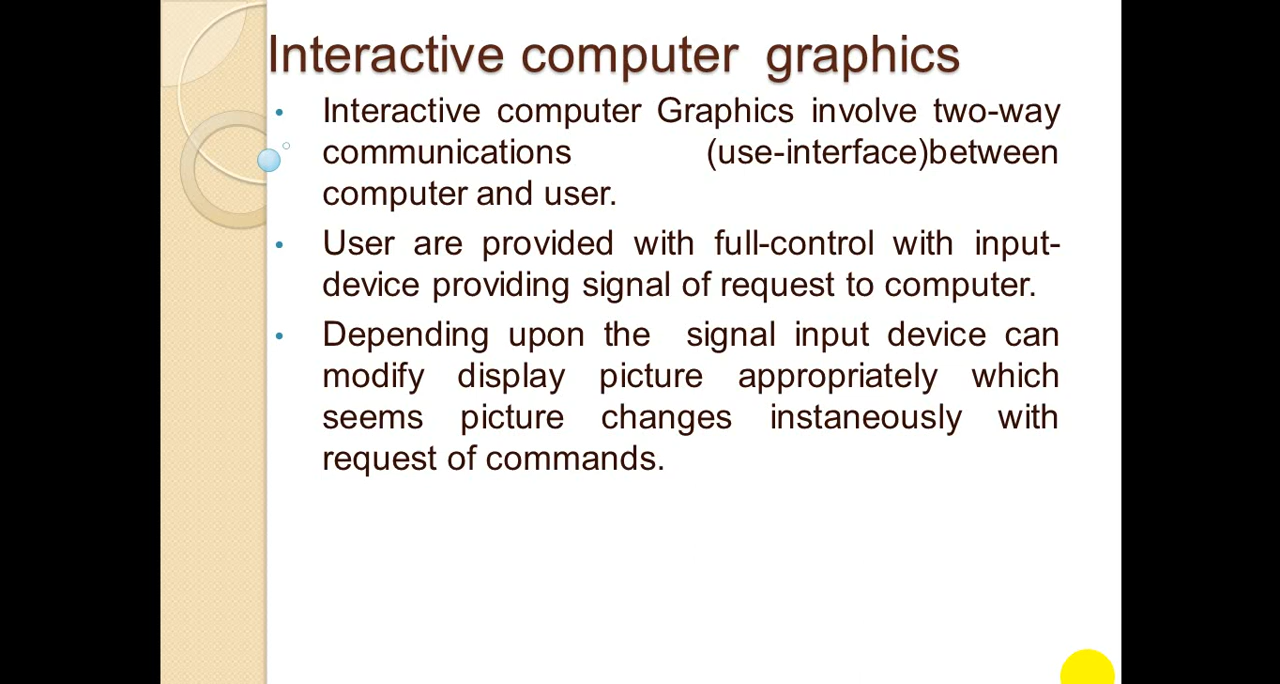 Interactive computer graphics
• Interactive computer Graphics involve two-way
communications (use-interface)between
computer and user.
• User are provided with full-control with input-
device providing signal of request to computer.
• Depending upon the signal input device can
modify display picture appropriately which
seems picture changes instaneously with
request of commands.